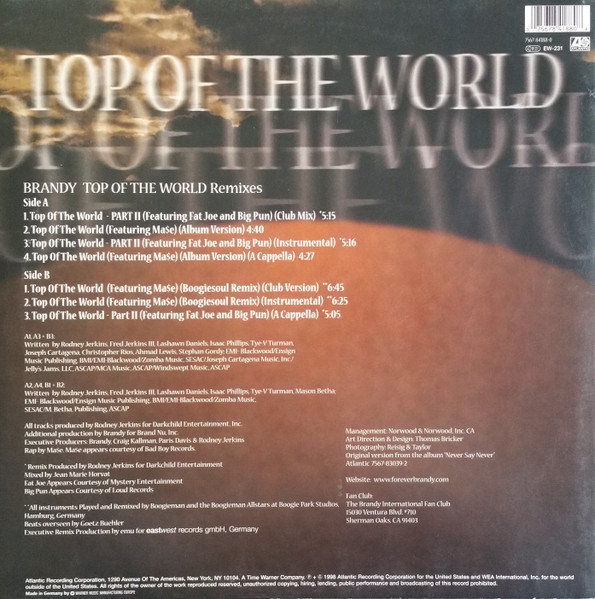 7567-84188-0
EW-231
TOP OF THE WORLD
TOP OF THE WORLD
BRANDY TOP OF THE WORLD Remixes
Side A
1. Top Of The World - PART II (Featuring Fat Joe and Big Pun) (Club Mix) *5:15
2. Top Of The World (Featuring Ma$e) (Album Version) 4:40
3. Top Of The World - PART II (Featuring Fat Joe and Big Pun) (Instrumental) *5:16
4. Top Of The World (Featuring Ma$e) (Album Version) (A Cappella) 4:27
Side B
1. Top Of The World (Featuring Ma$e) (Boogiesoul Remix) (Club Version) **6:45
2. Top Of The World (Featuring Ma$e) (Boogiesoul Remix) (Instrumental) **6:25
3. Top Of The World - Part II (Featuring Fat Joe and Big Pun) (A Cappella) *5:05
A1, A3 + B3:
Written by Rodney Jerkins, Fred Jerkins III, Lashawn Daniels, Isaac Phillips, Tye-V Turman,
Joseph Cartagena, Christopher Rios, Ahmad Lewis, Stephan Gordy, EMI- Blackwood/Ensign
Music Publishing, BMI/EMI-Blackwood/Zomba Music, SESAC/Joseph Cartagena Music, Inc/
Jelly's Jams, LLC, ASCAP/MCA Music, ASCAP/Windswept Music, ASCAP
A2, A4, B1 + B2:
Written by Rodney Jerkins, Fred Jerkins III, Lashawn Daniels, Isaac Phillips, Tye-V Turman, Mason Betha,
EMI- Blackwood/Ensign Music Publishing, BMI/EMI-Blackwood/Zomba Music,
SESAC/M. Betha, Publishing, ASCAP
All tracks produced by Rodney Jerkins for Darkchild Entertainment, Inc.
Additional production by Brandy for Brand Nu, Inc.
Executive Producers: Brandy, Craig Kallman, Paris Davis & Rodney Jerkins
Rap by Ma$e. Ma$e appears courtesy of Bad Boy Records.
* Remix Produced by Rodney Jerkins for Darkchild Entertainment
Mixed by Jean Marie Horvat
Fat Joe Appears Courtesy of Mystery Entertainment
Big Pun Appears Courtesy of Loud Records
**All instruments Played and Remixed by Boogieman and the Boogieman Allstars at Boogie Park Studios,
Hamburg, Germany
Beats overseen by Goetz Buehler
Executive Remix Production by emu for eastwest records gmbH, Germany
Management: Norwood & Norwood, Inc. CA
Art Direction & Design: Thomas Bricker
Photography: Reisig & Taylor
Original version from the album 'Never Say Never'
Atlantic 7567-83039-2
Website: www.foreverbrandy.com
Fan Club:
The Brandy International Fan Club
15030 Ventura Blvd. #710
Sherman Oaks, CA 91403
Atlantic Recording Corporation, 1290 Avenue Of The Americas, New York, NY 10104. A Time Warner Company. ℗ + © 1998 Atlantic Recording Corporation for the United States and WEA International, Inc. for the world
outside of the United States. All rights of the owner of the work reproduced, unauthorized copying, hiring, lending, public performance and broadcasting of this record prohibited.
Made in Germany by WARNER MUSIC MANUFACTURING EUROPE